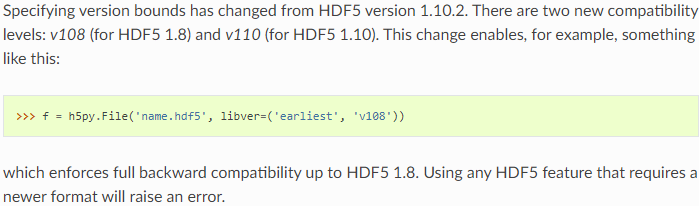 Specifying version bounds has changed from HDF5 version 1.10.2. There are two new compatibility
levels: v108 (for HDF5 1.8) and v110 (for HDF5 1.10). This change enables, for example, something
like this:
>>> f = h5py.File('name.hdf5', libver=('earliest', 'v108'))
which enforces full backward compatibility up to HDF5 1.8. Using any HDF5 feature that requires a
newer format will raise an error.